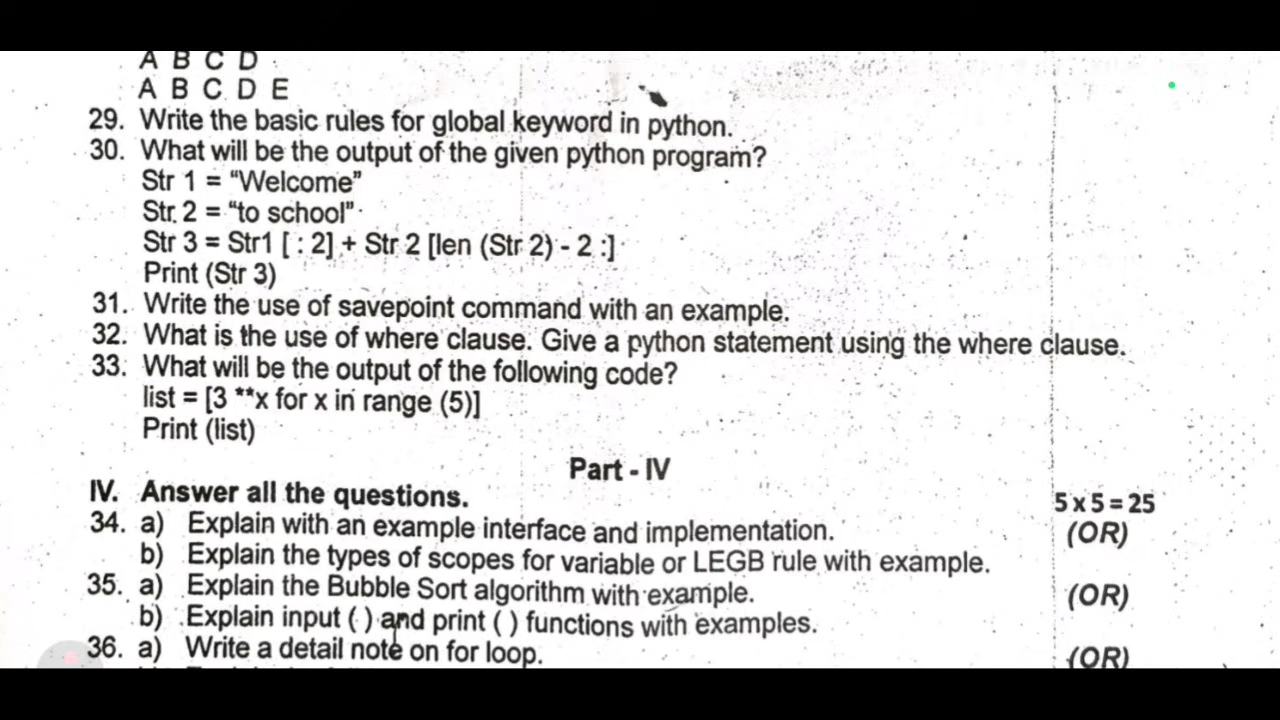 A B C D
A B C D E
29. Write the basic rules for global keyword in python.
30. What will be the output of the given python program?
Str 1 = “Welcome”
Str 2 = “to school”
Str 3 = Str1 [ : 2] + Str 2 [len (Str 2) - 2 :]
Print (Str 3)
31. Write the use of savepoint command with an example.
32. What is the use of where clause. Give a python statement using the where clause.
33. What will be the output of the following code?
list = [3 **x for x in range (5)]
Print (list)
Part - IV
IV. Answer all the questions. 5 x 5 = 25
34. a) Explain with an example interface and implementation. (OR)
b) Explain the types of scopes for variable or LEGB rule with example.
35. a) Explain the Bubble Sort algorithm with example. (OR)
b) Explain input ( ) and print ( ) functions with examples.
36. a) Write a detail note on for loop. (OR)